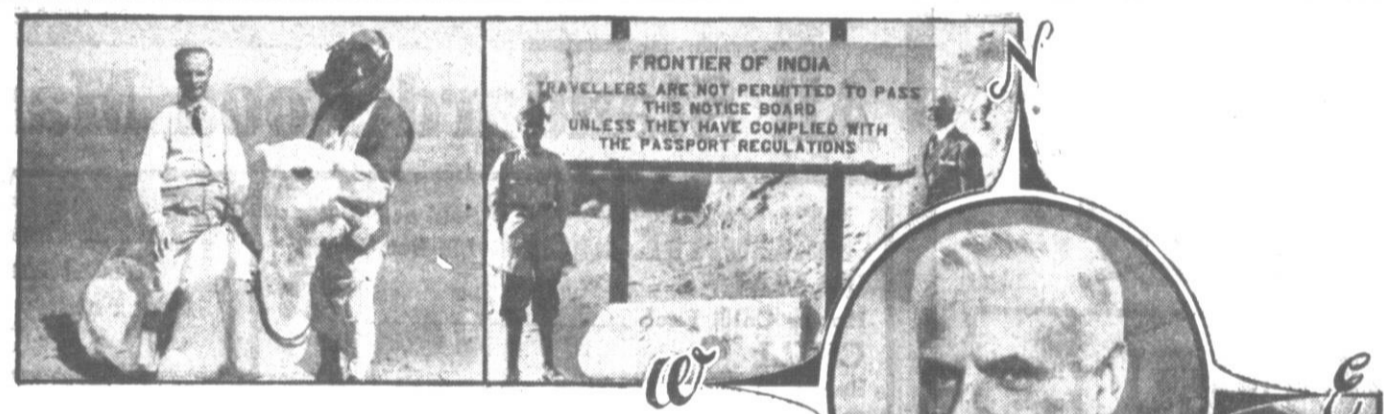 N
FRONTIER OF INDIA
TRAVELLERS ARE NOT PERMITTED TO PASS
THIS NOTICE BOARD
UNLESS THEY HAVE COMPLIED WITH
THE PASSPORT REGULATIONS
W
E